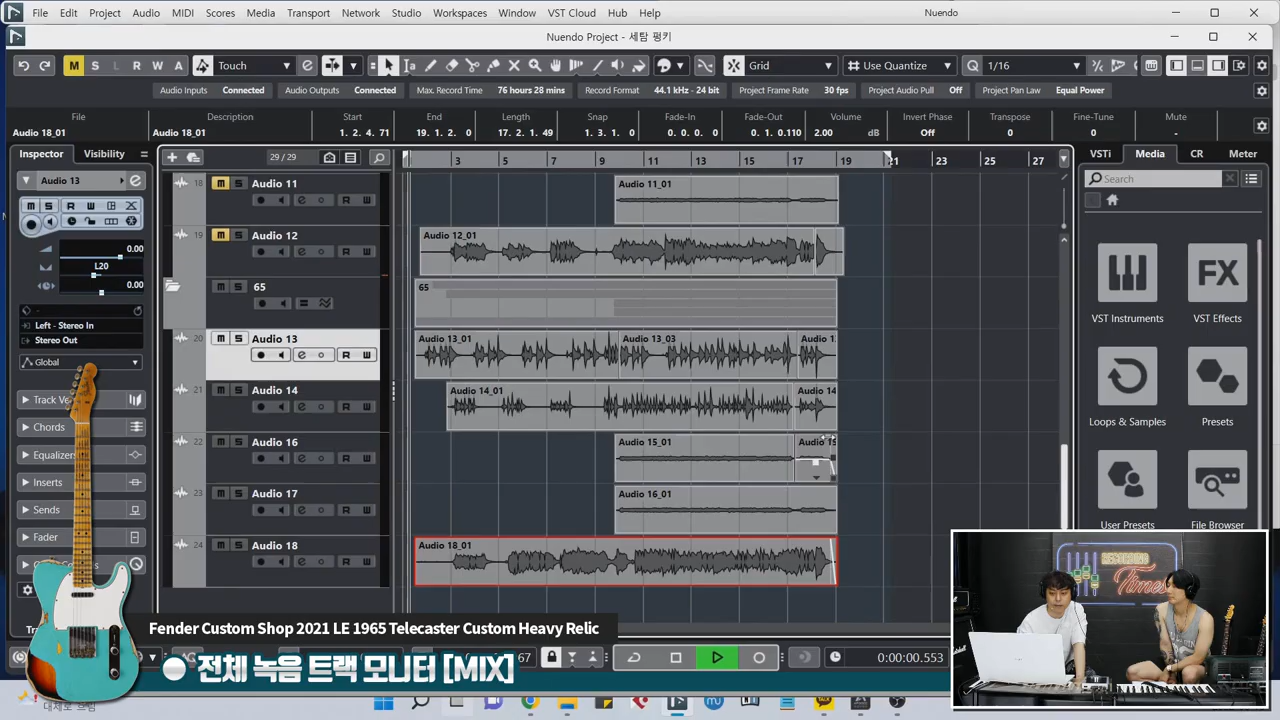 File Edit Project Audio MIDI Scores Media Transport Network Studio Workspaces Window VST Cloud Hub Help Nuendo
Nuendo Project - 세탐 펑키
M S L R W A Touch Grid Use Quantize Q 1/16
Audio Inputs Connected Audio Outputs Connected Max. Record Time 76 hours 28 mins Record Format 44.1 kHz - 24 bit Project Frame Rate 30 fps Project Audio Pull Off Project Pan Law Equal Power
File Description Start End Length Snap Fade-In Fade-Out Volume Invert Phase Transpose Fine-Tune Mute
Audio 18_01 Audio 18_01 1. 2. 4. 71 19. 1. 2. 0 17. 2. 1. 49 1. 3. 1. 0 0. 0. 0. 0 0. 1. 0.110 2.00 dB Off 0 0 -
Inspector Visibility 29 / 29 3 5 7 9 11 13 15 17 19 21 23 25 27 VSTi Media CR Meter
Audio 13
Search
18 M S Audio 11 Audio 11_01
R W
0.00
19 M S Audio 12 Audio 12_01
L20
0.00
65 65
VST Instruments VST Effects
FX
Left - Stereo In
Stereo Out
20 M S Audio 13 Audio 13_01 Audio 13_03 Audio 1
R W
Global
21 M S Audio 14 Audio 14_01 Audio 14
R W
Track Ve
Chords
Loops & Samples Presets
22 M S Audio 16 Audio 15_01 Audio 15
R W
Equalizer
Inserts
23 M S Audio 17 Audio 16_01
R W
Sends
User Presets File Browser
Fader
24 M S Audio 18 Audio 18_01
R W
RECORDING
Times
Fender Custom Shop 2021 LE 1965 Telecaster Custom Heavy Relic
전체 녹음 트랙 모니터 [MIX]
0:00:00.553